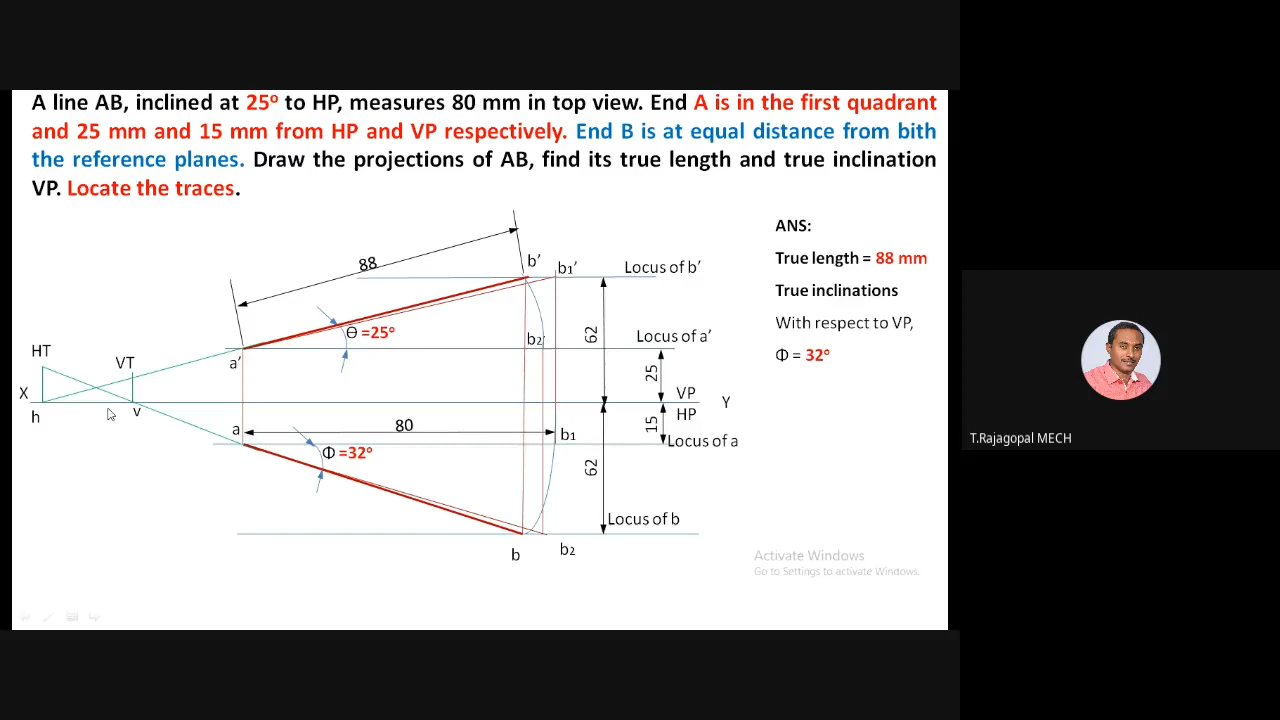 A line AB, inclined at 25º to HP, measures 80 mm in top view. End A is in the first quadrant
and 25 mm and 15 mm from HP and VP respectively. End B is at equal distance from bith
the reference planes. Draw the projections of AB, find its true length and true inclination
VP. Locate the traces.
ANS:
True length = 88 mm
True inclinations
With respect to VP,
Φ = 32º
88
b'
b₁'
Locus of b'
ϴ =25º
b₂'
62
Locus of a'
HT
VT
a'
25
X
VP
Y
h
v
HP
a
80
b₁
15
Locus of a
Φ =32º
62
Locus of b
b
b₂
Activate Windows
Go to Settings to activate Windows.
T.Rajagopal MECH